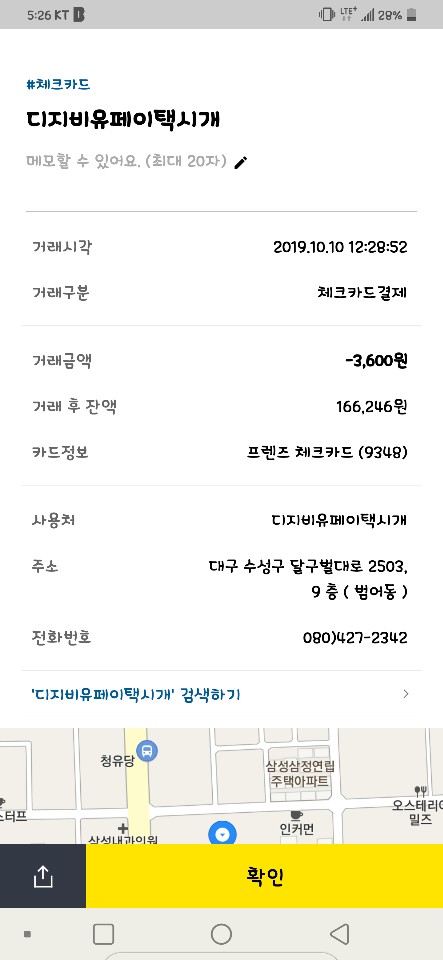 5:26 KT
LTE+ 28%
#체크카드
디지비유페이택시개
메모할 수 있어요. (최대 20자)
거래시각 2019.10.10 12:28:52
거래구분 체크카드결제
거래금액 -3,600원
거래 후 잔액 166,246원
카드정보 프렌즈 체크카드 (9348)
사용처 디지비유페이택시개
주소 대구 수성구 달구벌대로 2503,
9 층 ( 범어동 )
전화번호 080)427-2342
'디지비유페이택시개' 검색하기
청유당
삼성삼정연립
주택아파트
오스테리아
밀즈
스터프
인커먼
삼성내과의원
확인